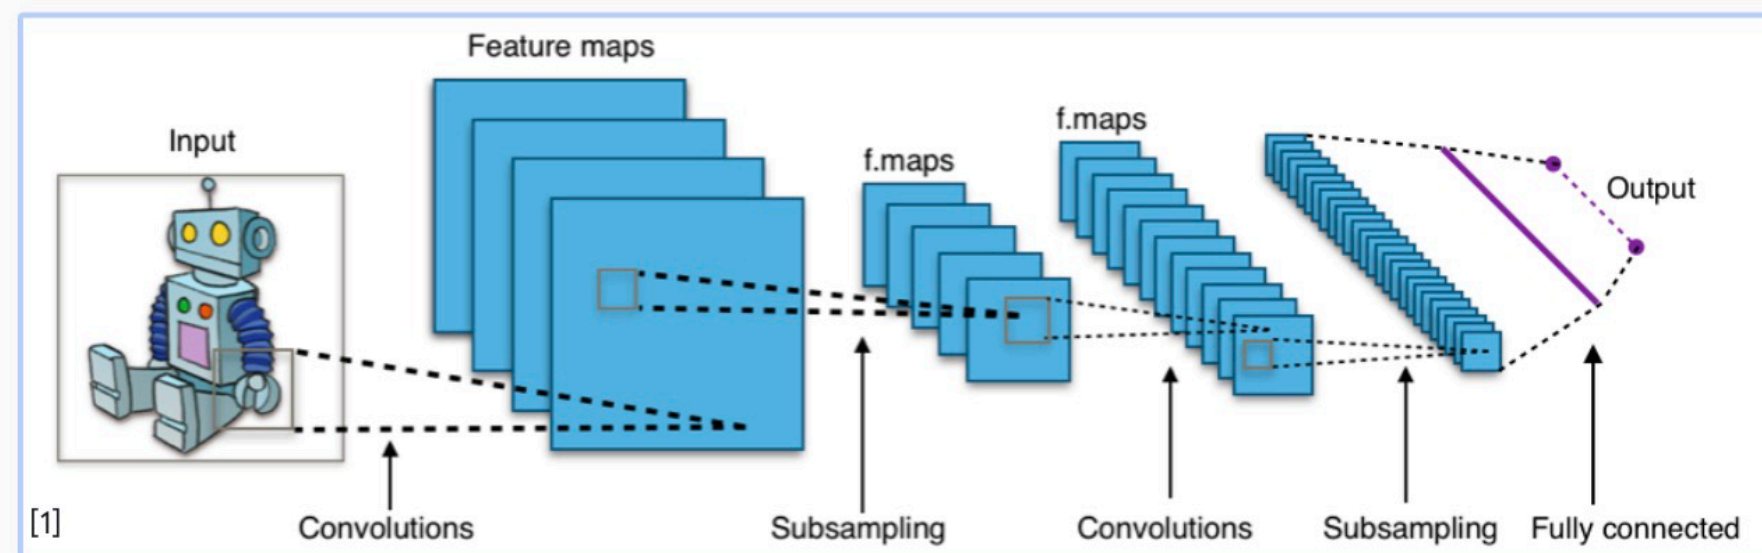 Feature maps
f.maps
Input
f.maps
Output
[1]
Convolutions
Subsampling
Convolutions
Subsampling
Fully connected